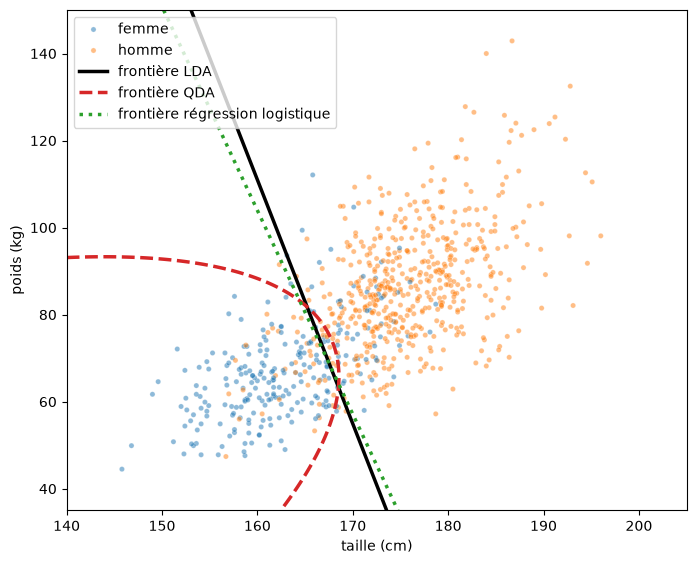 femme
homme
frontière LDA
frontière QDA
frontière régression logistique
poids (kg)
140
120
100
80
60
40
140 150 160 170 180 190 200
taille (cm)